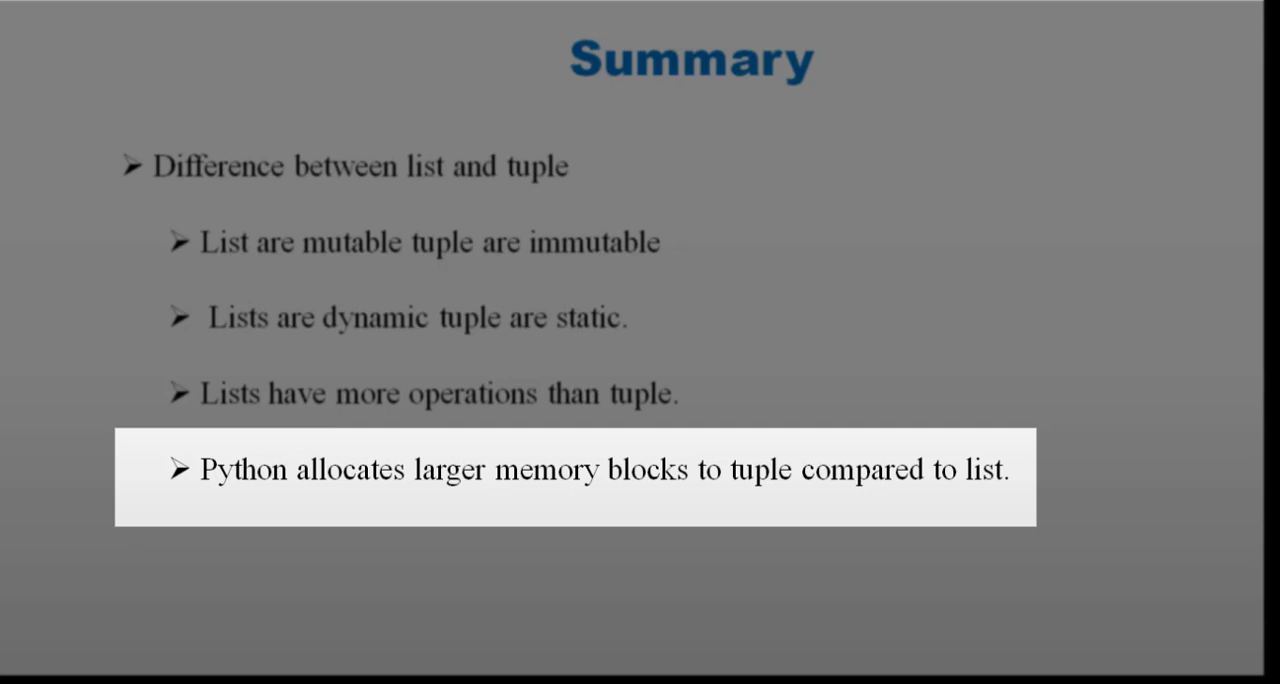 Summary
➢ Difference between list and tuple
➢ List are mutable tuple are immutable
➢ Lists are dynamic tuple are static.
➢ Lists have more operations than tuple.
➢ Python allocates larger memory blocks to tuple compared to list.